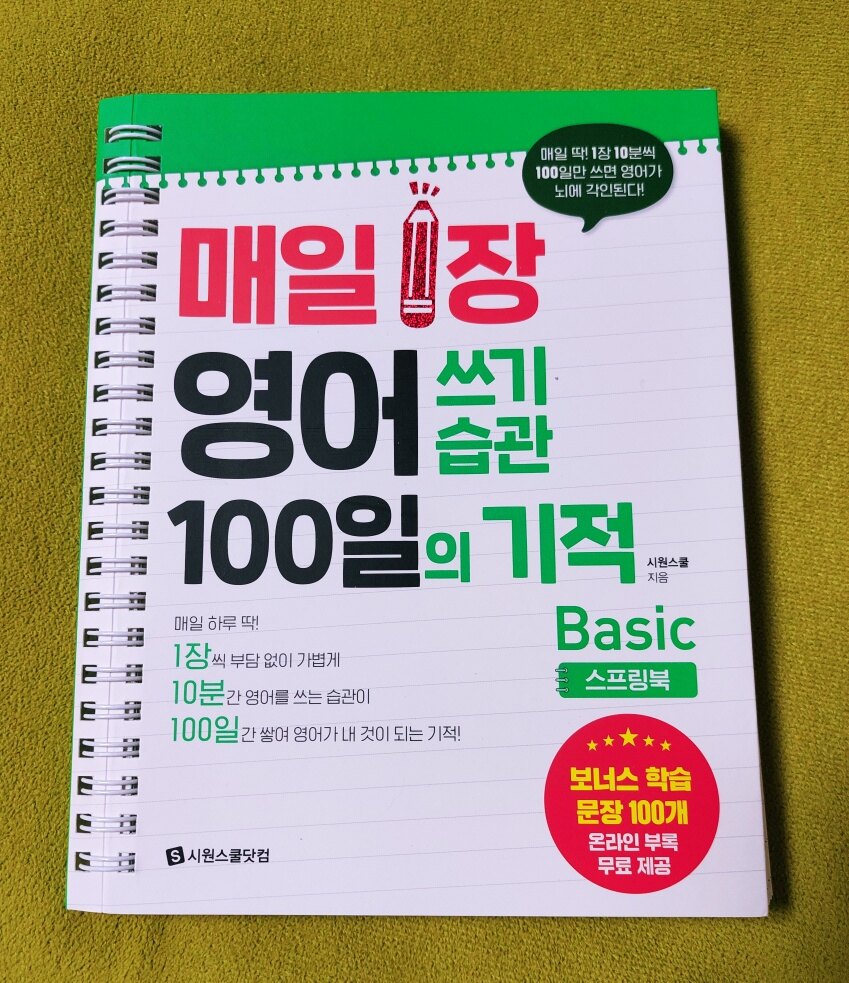 매일 딱! 1장 10분씩
100일만 쓰면 영어가
뇌에 각인된다!
매일 1장
영어 쓰기
습관
100일의 기적
시원스쿨
지음
Basic
스프링북
매일 하루 딱!
1장씩 부담 없이 가볍게
10분간 영어를 쓰는 습관이
100일간 쌓여 영어가 내 것이 되는 기적!
보너스 학습
문장 100개
온라인 부록
무료 제공
S 시원스쿨닷컴